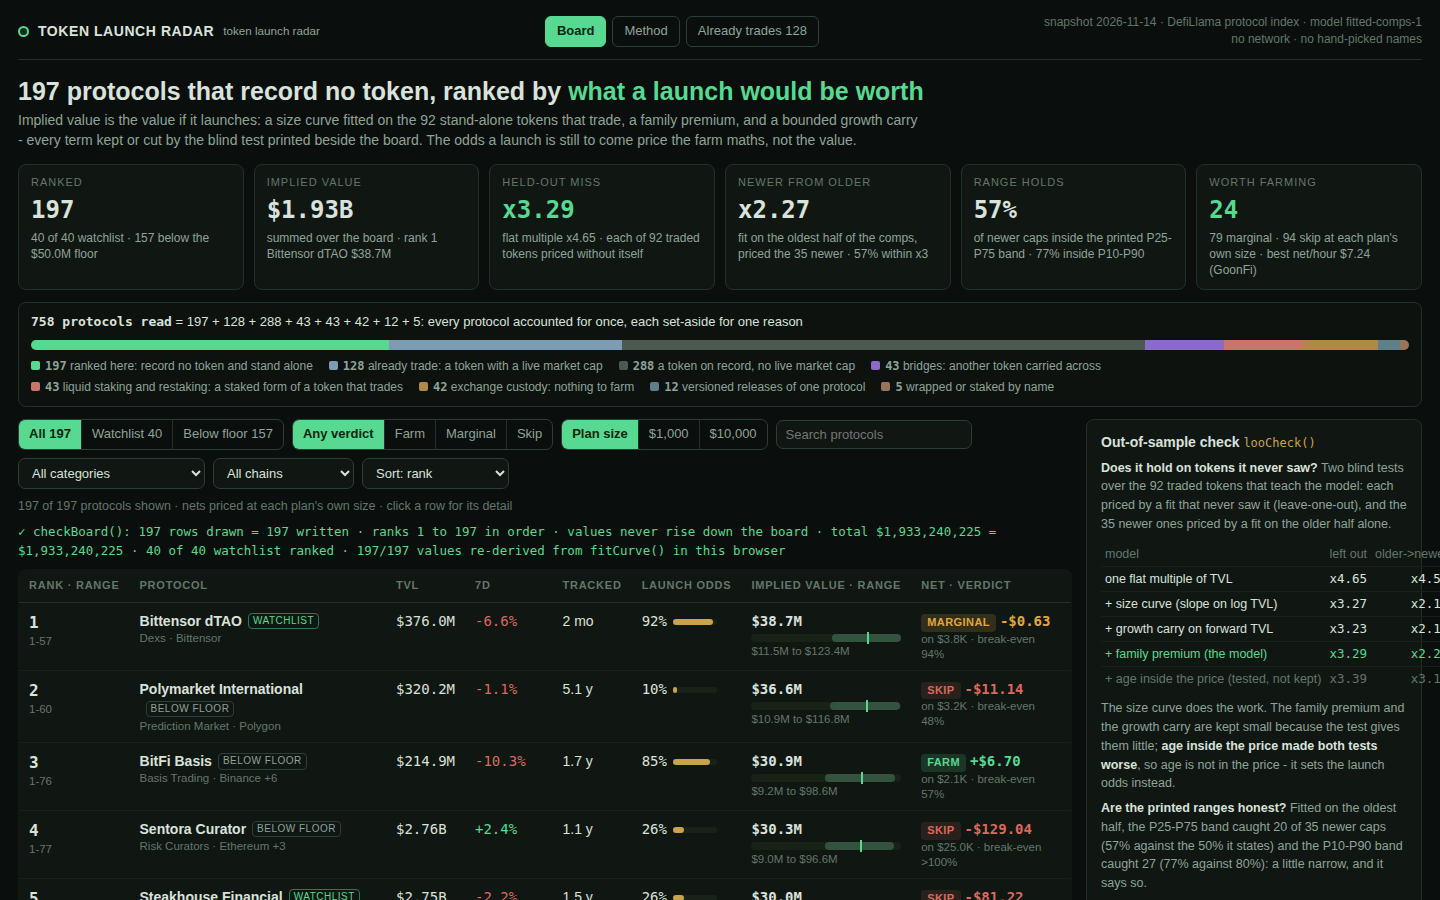 TOKEN LAUNCH RADAR token launch radar
Board Method Already trades 128
snapshot 2026-11-14 · DefiLlama protocol index · model fitted-comps-1
no network · no hand-picked names
197 protocols that record no token, ranked by what a launch would be worth
Implied value is the value if it launches: a size curve fitted on the 92 stand-alone tokens that trade, a family premium, and a bounded growth carry
- every term kept or cut by the blind test printed beside the board. The odds a launch is still to come price the farm maths, not the value.
RANKED
197
40 of 40 watchlist · 157 below the
$50.0M floor
IMPLIED VALUE
$1.93B
summed over the board · rank 1
Bittensor dTAO $38.7M
HELD-OUT MISS
x3.29
flat multiple x4.65 · each of 92 traded
tokens priced without itself
NEWER FROM OLDER
x2.27
fit on the oldest half of the comps,
priced the 35 newer · 57% within x3
RANGE HOLDS
57%
of newer caps inside the printed P25-
P75 band · 77% inside P10-P90
WORTH FARMING
24
79 marginal · 94 skip at each plan's
own size · best net/hour $7.24
(GoonFi)
758 protocols read = 197 + 128 + 288 + 43 + 43 + 42 + 12 + 5: every protocol accounted for once, each set-aside for one reason
197 ranked here: record no token and stand alone 128 already trade: a token with a live market cap 288 a token on record, no live market cap 43 bridges: another token carried across
43 liquid staking and restaking: a staked form of a token that trades 42 exchange custody: nothing to farm 12 versioned releases of one protocol 5 wrapped or staked by name
All 197 Watchlist 40 Below floor 157 Any verdict Farm Marginal Skip Plan size $1,000 $10,000 Search protocols
All categories All chains Sort: rank
197 of 197 protocols shown · nets priced at each plan's own size · click a row for its detail
✓ checkBoard(): 197 rows drawn = 197 written · ranks 1 to 197 in order · values never rise down the board · total $1,933,240,225 =
$1,933,240,225 · 40 of 40 watchlist ranked · 197/197 values re-derived from fitCurve() in this browser
RANK · RANGE PROTOCOL TVL 7D TRACKED LAUNCH ODDS IMPLIED VALUE · RANGE NET · VERDICT
1 Bittensor dTAO WATCHLIST $376.0M -6.6% 2 mo 92% $38.7M MARGINAL -$0.63
1-57 Dexs · Bittensor $11.5M to $123.4M on $3.8K · break-even
94%
2 Polymarket International $320.2M -1.1% 5.1 y 10% $36.6M SKIP -$11.14
1-60 BELOW FLOOR on $3.2K · break-even
Prediction Market · Polygon $10.9M to $116.8M 48%
3 BitFi Basis BELOW FLOOR $214.9M -10.3% 1.7 y 85% $30.9M FARM +$6.70
1-76 Basis Trading · Binance +6 $9.2M to $98.6M on $2.1K · break-even
57%
4 Sentora Curator BELOW FLOOR $2.76B +2.4% 1.1 y 26% $30.3M SKIP -$129.04
1-77 Risk Curators · Ethereum +3 $9.0M to $96.6M on $25.0K · break-even
>100%
5 Steakhouse Financial WATCHLIST $2.75B -2.2% 1.5 y 26% $30.0M SKIP -$81.22
Out-of-sample check looCheck()
Does it hold on tokens it never saw? Two blind tests
over the 92 traded tokens that teach the model: each
priced by a fit that never saw it (leave-one-out), and the
35 newer ones priced by a fit on the older half alone.
model left out older->newe
one flat multiple of TVL x4.65 x4.5
+ size curve (slope on log TVL) x3.27 x2.1
+ growth carry on forward TVL x3.23 x2.1
+ family premium (the model) x3.29 x2.2
+ age inside the price (tested, not kept) x3.39 x3.1
The size curve does the work. The family premium and
the growth carry are kept small because the test gives
them little; age inside the price made both tests
worse, so age is not in the price - it sets the launch
odds instead.
Are the printed ranges honest? Fitted on the oldest
half, the P25-P75 band caught 20 of 35 newer caps
(57% against the 50% it states) and the P10-P90 band
caught 27 (77% against 80%): a little narrow, and it
says so.